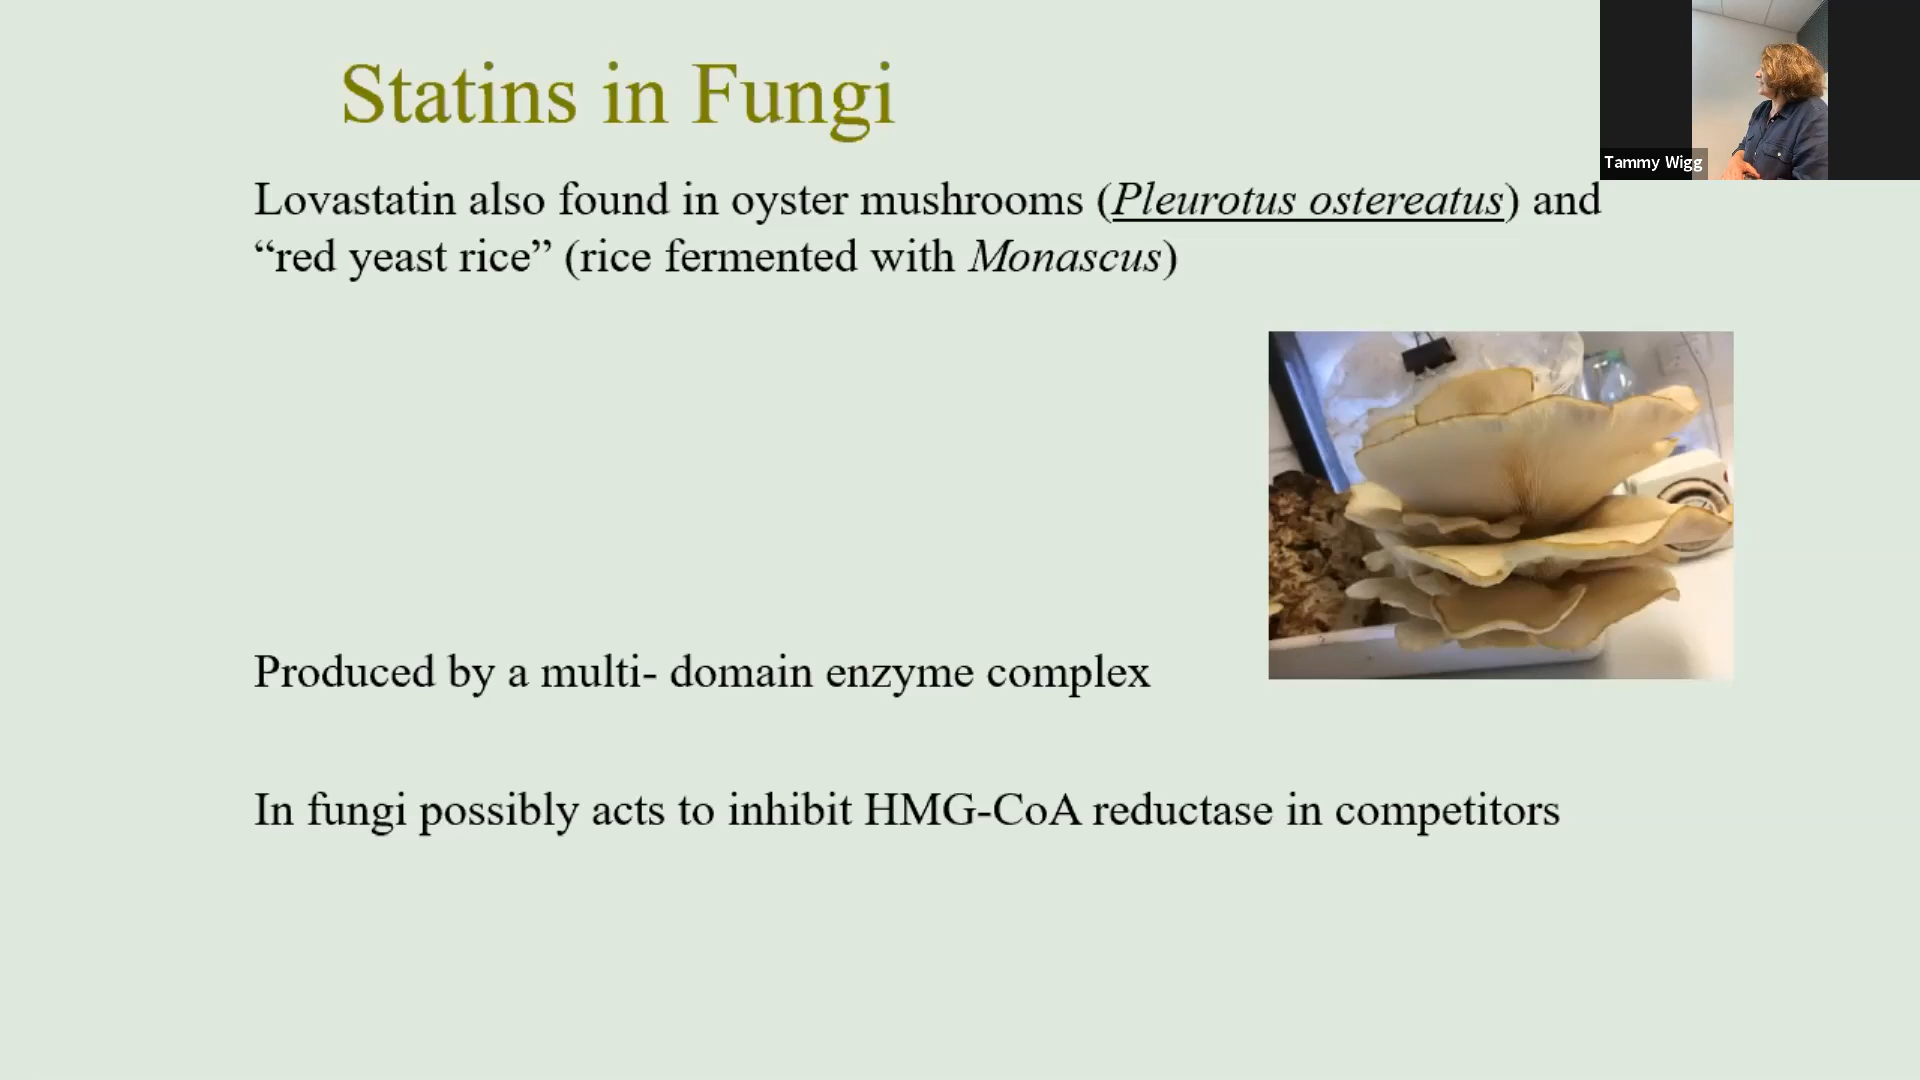 Statins in Fungi
Tammy Wigg
Lovastatin also found in oyster mushrooms (Pleurotus ostereatus) and
“red yeast rice” (rice fermented with Monascus)
Produced by a multi- domain enzyme complex
In fungi possibly acts to inhibit HMG-CoA reductase in competitors